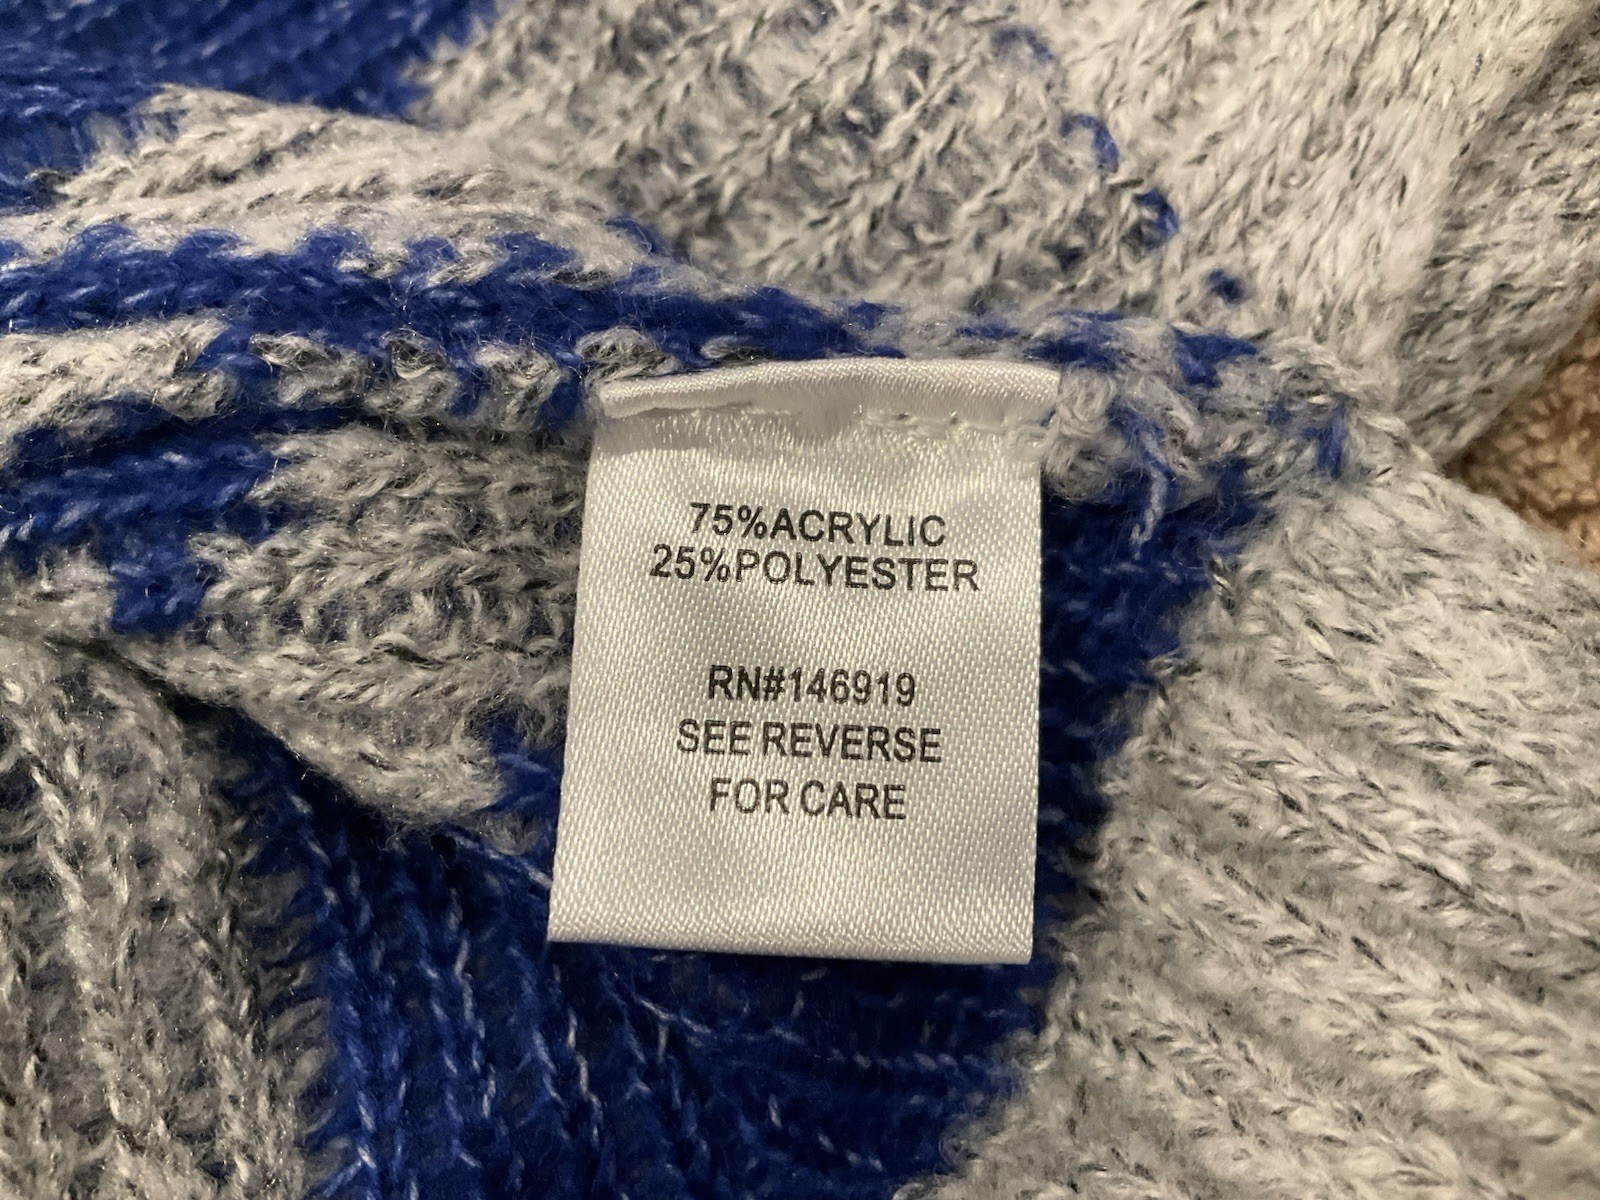 75%ACRYLIC
25%POLYESTER
RN#146919
SEE REVERSE
FOR CARE